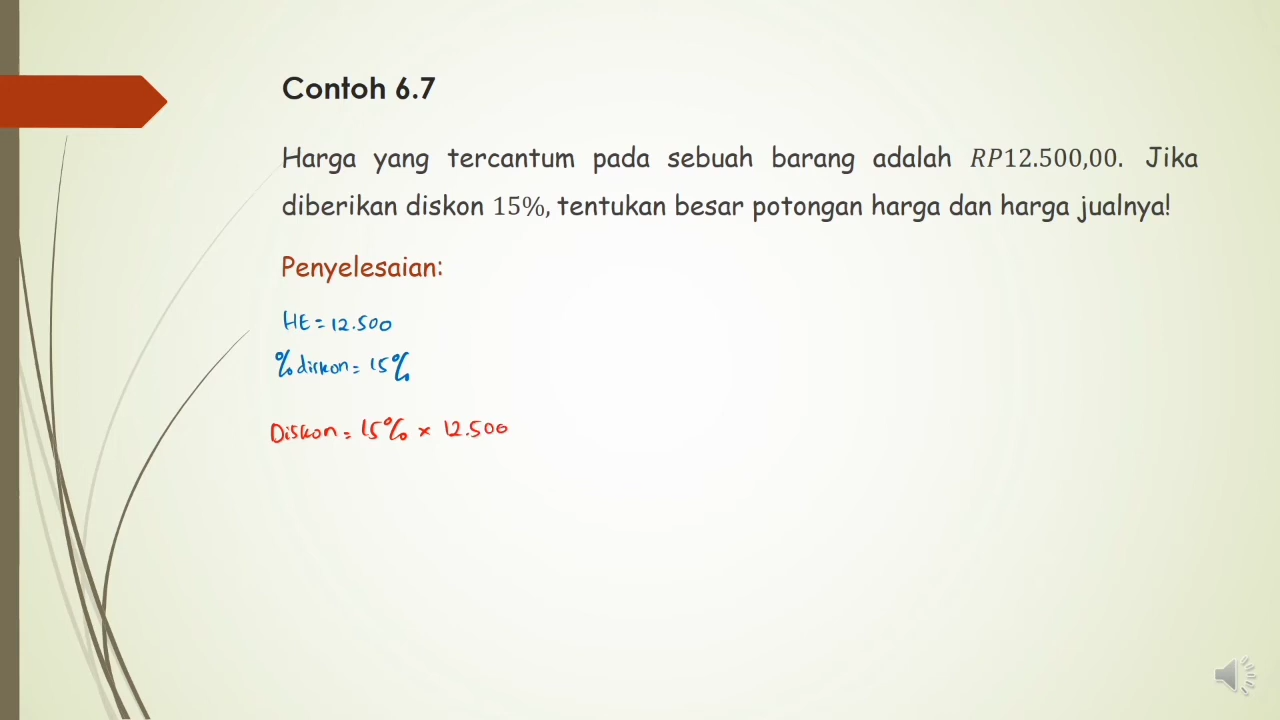 Contoh 6.7
Harga yang tercantum pada sebuah barang adalah RP12.500,00. Jika
diberikan diskon 15%, tentukan besar potongan harga dan harga jualnya!
Penyelesaian:
HE = 12.500
% diskon = 15%
Diskon = 15% × 12.500